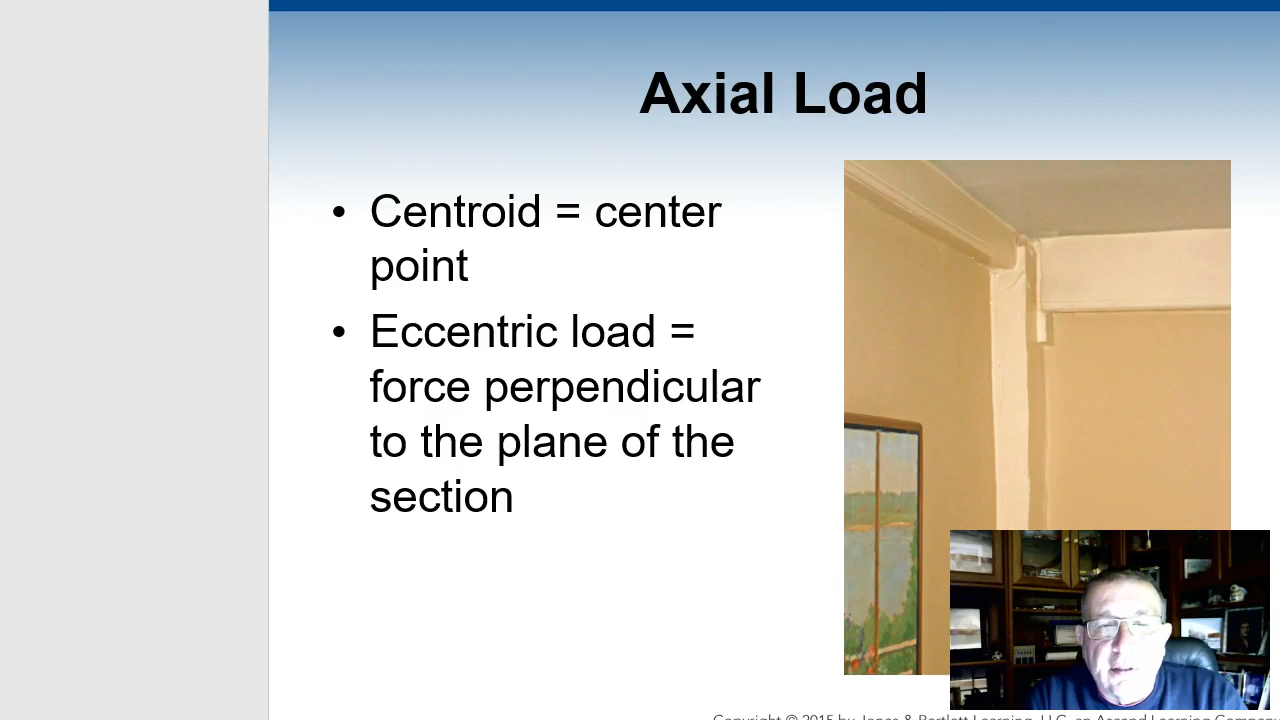 Axial Load
• Centroid = center
point
• Eccentric load =
force perpendicular
to the plane of the
section
Copyright © 2015 by Jones & Bartlett Learning, LLC, an Ascend Learning Company